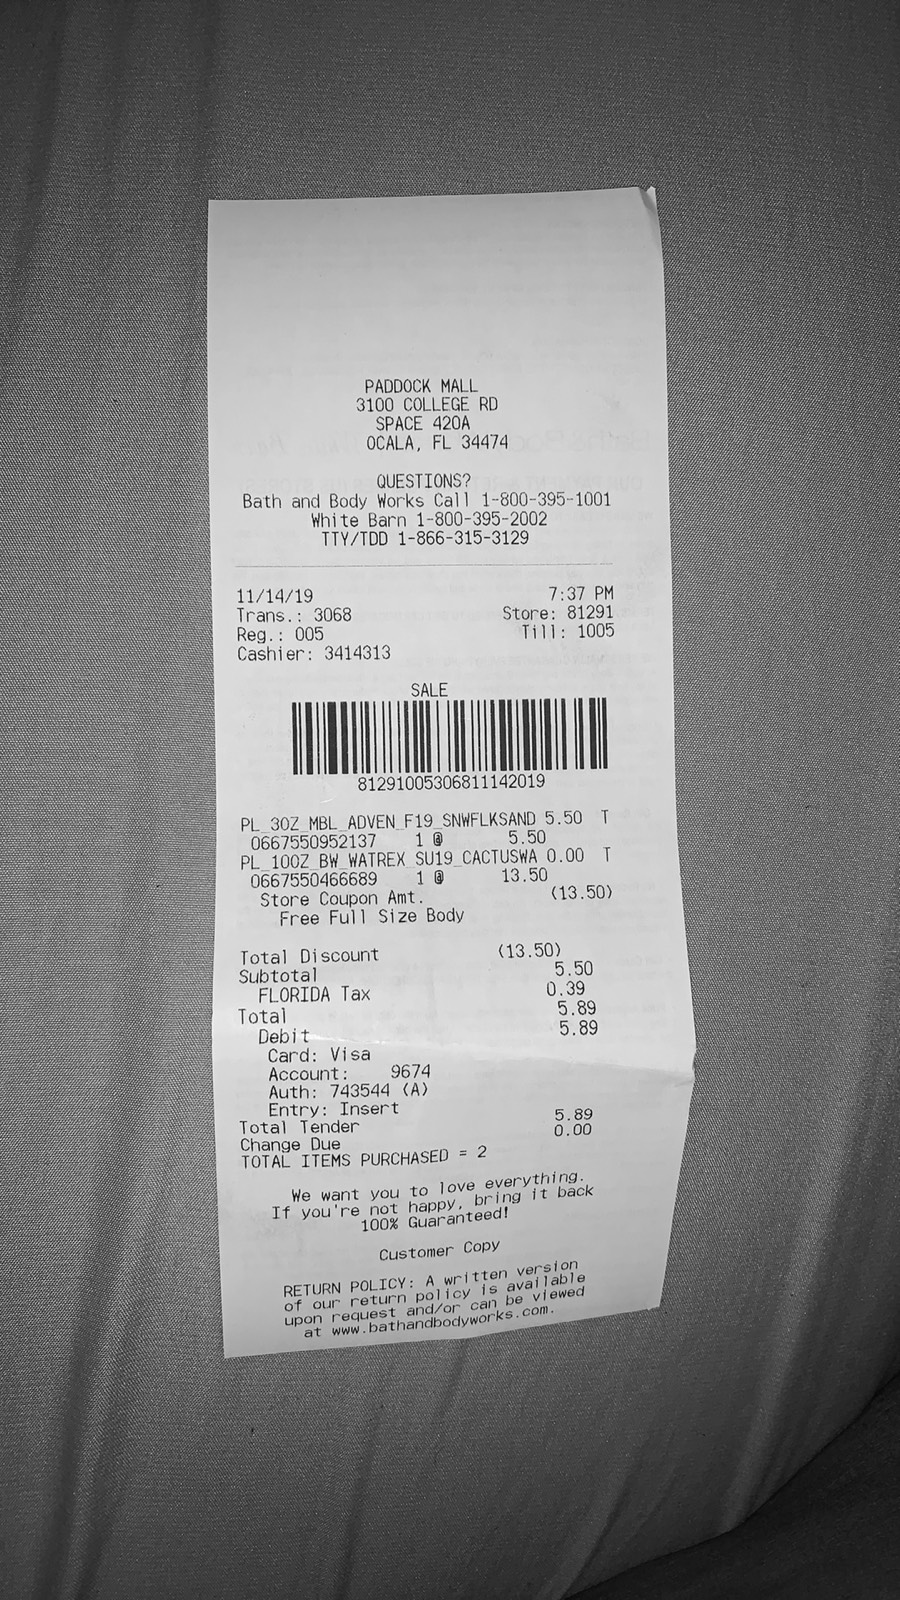 PADDOCK MALL
3100 COLLEGE RD
SPACE 420A
OCALA, FL 34474
QUESTIONS?
Bath and Body Works Call 1-800-395-1001
White Barn 1-800-395-2002
TTY/TDD 1-866-315-3129
11/14/19 7:37 PM
Trans.: 3068 Store: 81291
Reg.: 005 Till: 1005
Cashier: 3414313
SALE
81291005306811142019
PL_3OZ_MBL_ADVEN_F19_SNWFLKSAND 5.50 T
0667550952137 1 @ 5.50
PL_10OZ_BW_WATREX_SU19_CACTUSWA 0.00 T
0667550466689 1 @ 13.50
Store Coupon Amt. (13.50)
Free Full Size Body
Total Discount (13.50)
Subtotal 5.50
FLORIDA Tax 0.39
Total 5.89
Debit 5.89
Card: Visa
Account: 9674
Auth: 743544 (A)
Entry: Insert
Total Tender 5.89
Change Due 0.00
TOTAL ITEMS PURCHASED = 2
We want you to love everything.
If you're not happy, bring it back
100% Guaranteed!
Customer Copy
RETURN POLICY: A written version
of our return policy is available
upon request and/or can be viewed
at www.bathandbodyworks.com.